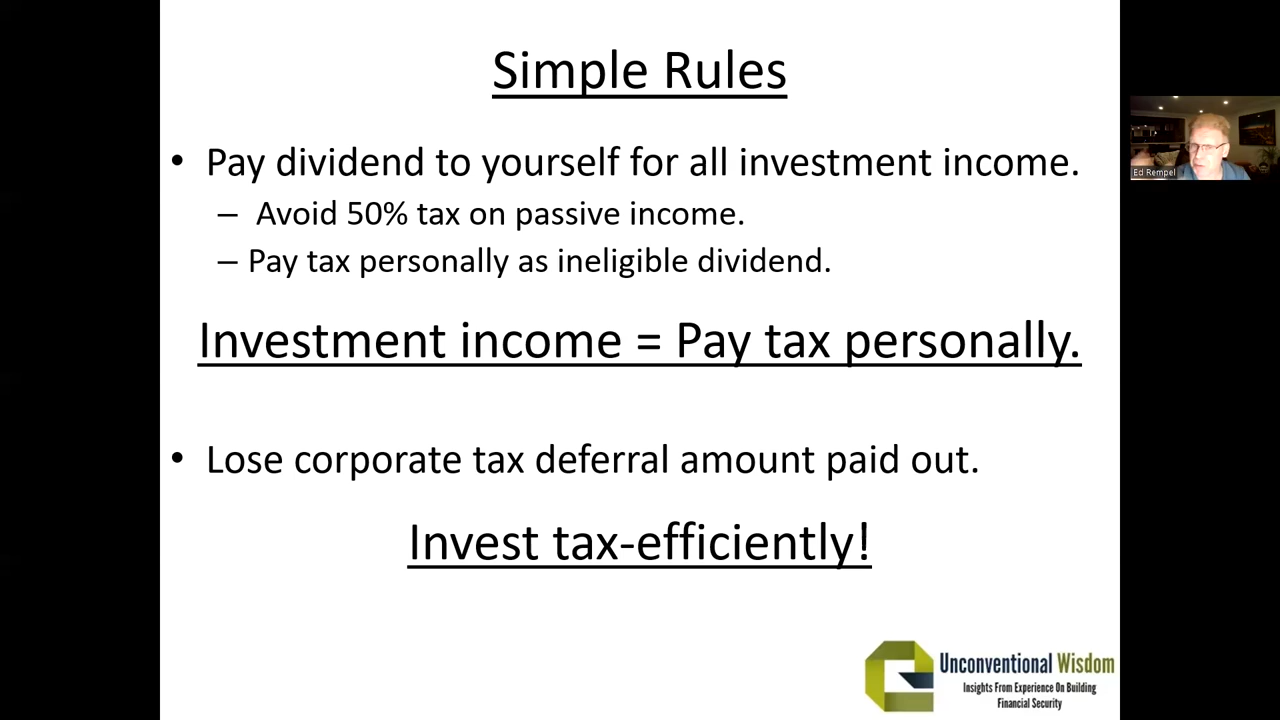 Simple Rules
• Pay dividend to yourself for all investment income.
– Avoid 50% tax on passive income.
– Pay tax personally as ineligible dividend.
Investment income = Pay tax personally.
• Lose corporate tax deferral amount paid out.
Invest tax-efficiently!
Ed Rempel
Unconventional Wisdom
Insights From Experience On Building
Financial Security